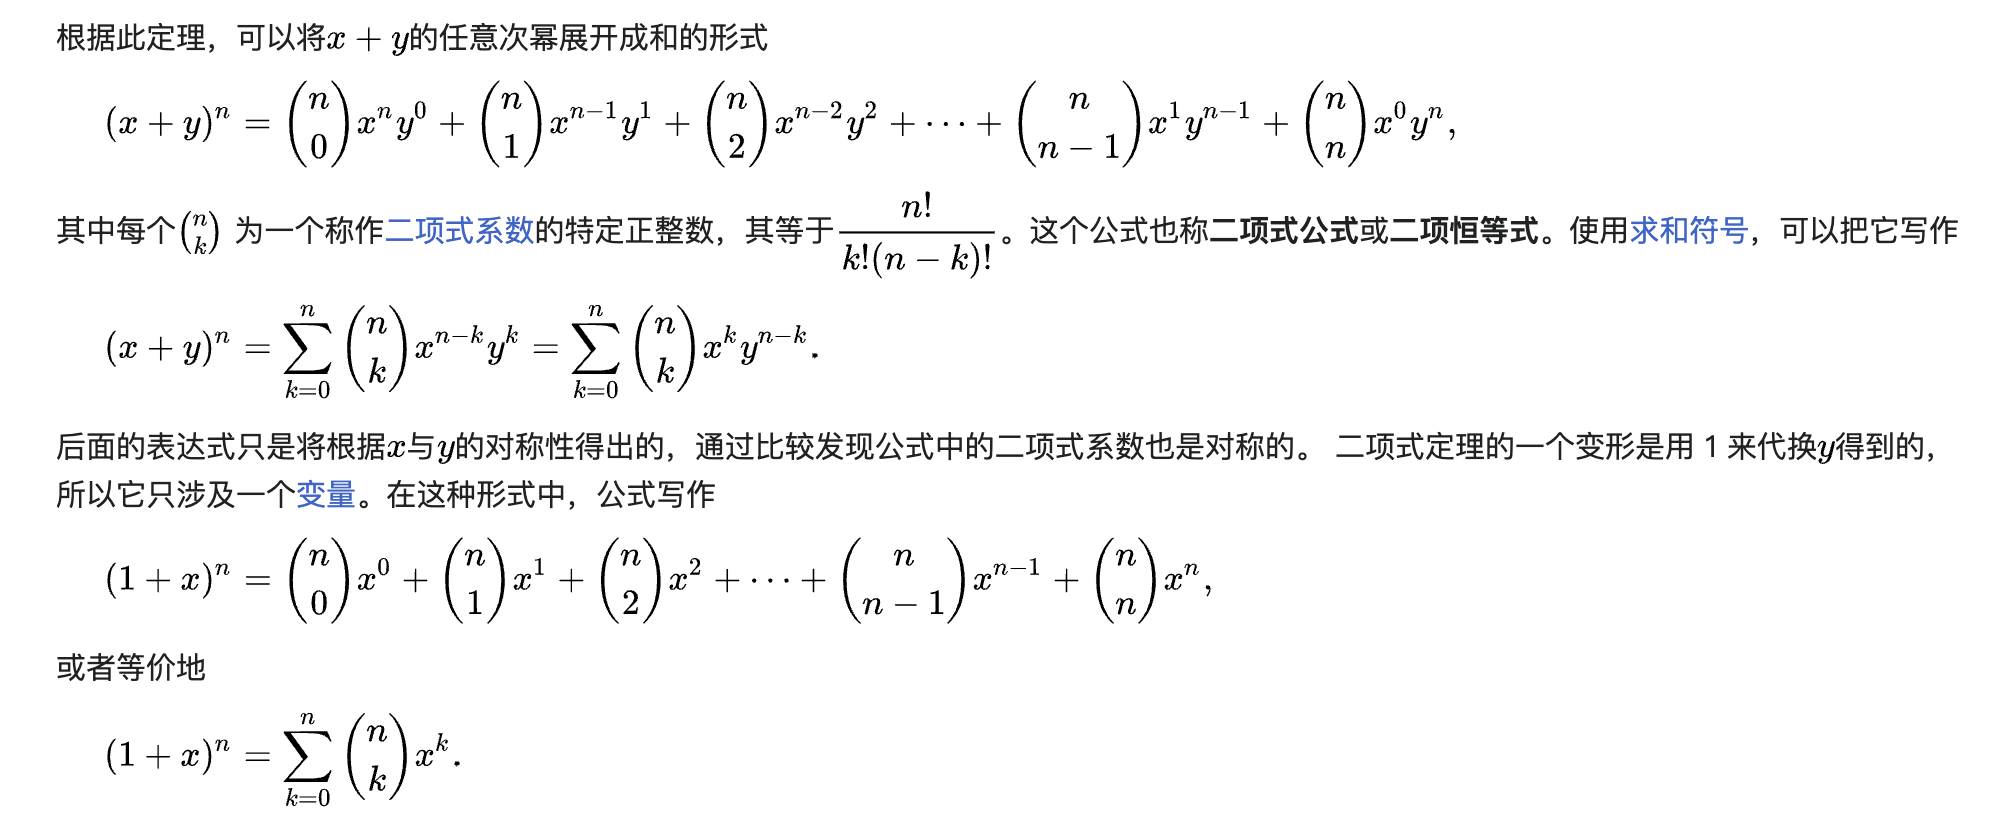 根据此定理，可以将x + y的任意次幂展开成和的形式
$(x+y)^n = \binom{n}{0}x^n y^0 + \binom{n}{1}x^{n-1}y^1 + \binom{n}{2}x^{n-2}y^2 + \cdots + \binom{n}{n-1}x^1 y^{n-1} + \binom{n}{n}x^0 y^n,$
其中每个$\binom{n}{k}$ 为一个称作二项式系数的特定正整数，其等于$\frac{n!}{k!(n-k)!}$。这个公式也称二项式公式或二项恒等式。使用求和符号，可以把它写作
$(x+y)^n = \sum_{k=0}^{n} \binom{n}{k} x^{n-k}y^k = \sum_{k=0}^{n} \binom{n}{k} x^k y^{n-k}.$
后面的表达式只是将根据x与y的对称性得出的，通过比较发现公式中的二项式系数也是对称的。 二项式定理的一个变形是用 1 来代换y得到的，
所以它只涉及一个变量。在这种形式中，公式写作
$(1+x)^n = \binom{n}{0}x^0 + \binom{n}{1}x^1 + \binom{n}{2}x^2 + \cdots + \binom{n}{n-1}x^{n-1} + \binom{n}{n}x^n,$
或者等价地
$(1+x)^n = \sum_{k=0}^{n} \binom{n}{k} x^k.$